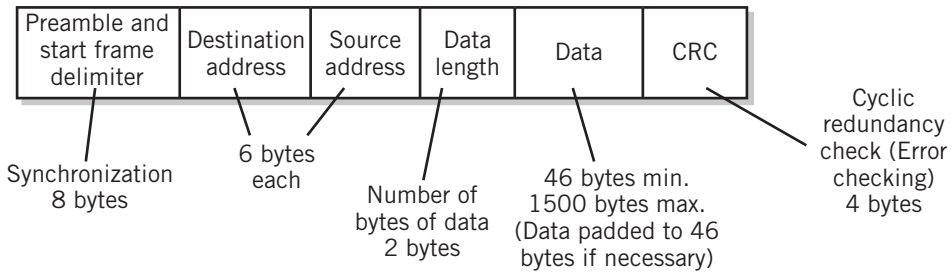 Preamble and
start frame
delimiter
Destination
address
Source
address
Data
length
Data
CRC
Synchronization
8 bytes
6 bytes
each
Number of
bytes of data
2 bytes
46 bytes min.
1500 bytes max.
(Data padded to 46
bytes if necessary)
Cyclic
redundancy
check (Error
checking)
4 bytes